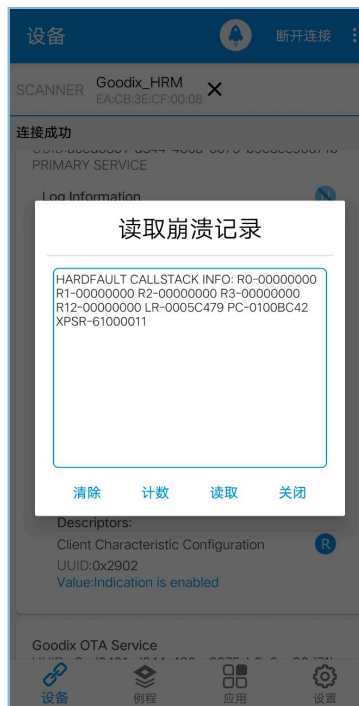 设备
断开连接
SCANNER
Goodix_HRM
EA:CB:3E:CF:00:08
连接成功
PRIMARY SERVICE
Log Information
读取崩溃记录
HARDFAULT CALLSTACK INFO: R0-00000000
R1-00000000 R2-00000000 R3-00000000
R12-00000000 LR-0005C479 PC-0100BC42
XPSR-61000011
清除 计数 读取 关闭
Descriptors:
Client Characteristic Configuration
R
UUID:0x2902
Value:Indication is enabled
Goodix OTA Service
设备 例程 应用 设置